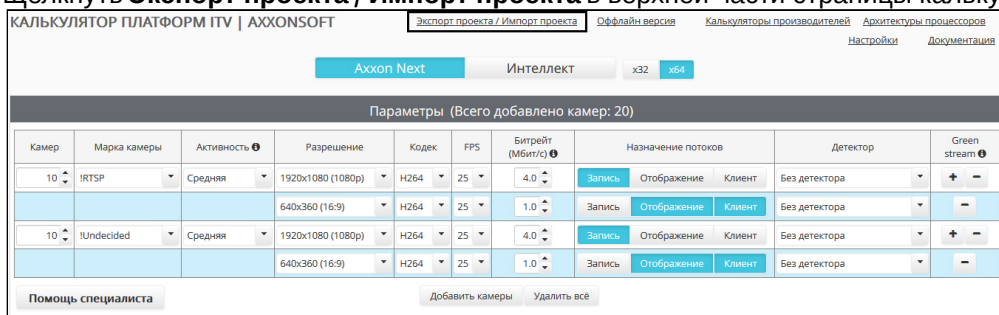 щелкнуть Экспорт проекта / Импорт проекта в верхней части страницы кальку
КАЛЬКУЛЯТОР ПЛАТФОРМ ITV | AXXONSOFT Экспорт проекта / Импорт проекта Оффлайн версия Калькуляторы производителей Архитектуры процессоров
Настройки Документация
Axxon Next Интеллект x32 x64
Параметры (Всего добавлено камер: 20)
Камер Марка камеры Активность Разрешение Кодек FPS Битрейт (Мбит/с) Назначение потоков Детектор Green stream
10 !RTSP Средняя 1920x1080 (1080p) H264 25 4.0 Запись Отображение Клиент Без детектора + −
640x360 (16:9) H264 25 1.0 Запись Отображение Клиент Без детектора −
10 !Undecided Средняя 1920x1080 (1080p) H264 25 4.0 Запись Отображение Клиент Без детектора + −
640x360 (16:9) H264 25 1.0 Запись Отображение Клиент Без детектора −
Помощь специалиста Добавить камеры Удалить всё